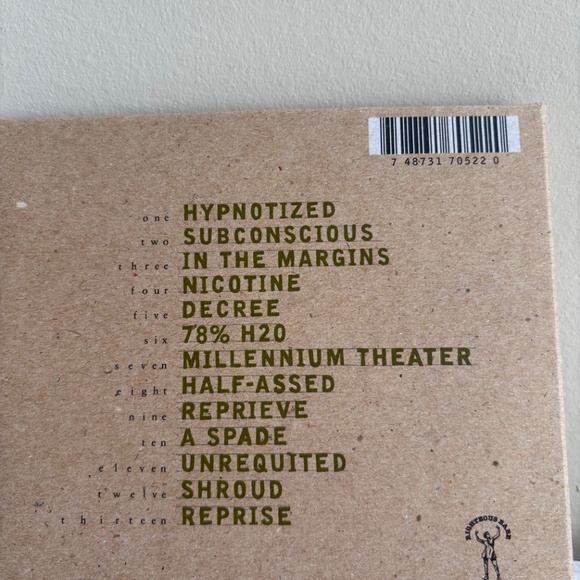 7 48731 70522 0
one HYPNOTIZED
two SUBCONSCIOUS
three IN THE MARGINS
four NICOTINE
five DECREE
six 78% H20
seven MILLENNIUM THEATER
eight HALF-ASSED
nine REPRIEVE
ten A SPADE
eleven UNREQUITED
twelve SHROUD
thirteen REPRISE
RIGHTEOUS BABE